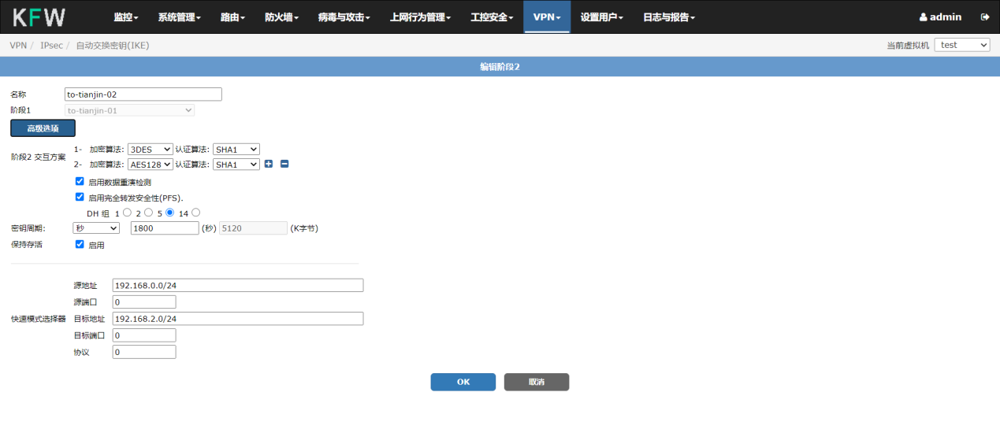 KFW 监控 系统管理 路由 防火墙 病毒与攻击 上网行为管理 工控安全 VPN 设置用户 日志与报告 admin
VPN / IPsec / 自动交换密钥(IKE) 当前虚拟机 test
编辑阶段2
名称 to-tianjin-02
阶段1 to-tianjin-01
高级选项
阶段2 交互方案
1- 加密算法: 3DES 认证算法: SHA1
2- 加密算法: AES128 认证算法: SHA1
启用数据重演检测
启用完全转发安全性(PFS).
DH 组 1 2 5 14
密钥周期: 秒 1800 (秒) 5120 (K字节)
保持存活 启用
快速模式选择器
源地址 192.168.0.0/24
源端口 0
目标地址 192.168.2.0/24
目标端口 0
协议 0
OK 取消